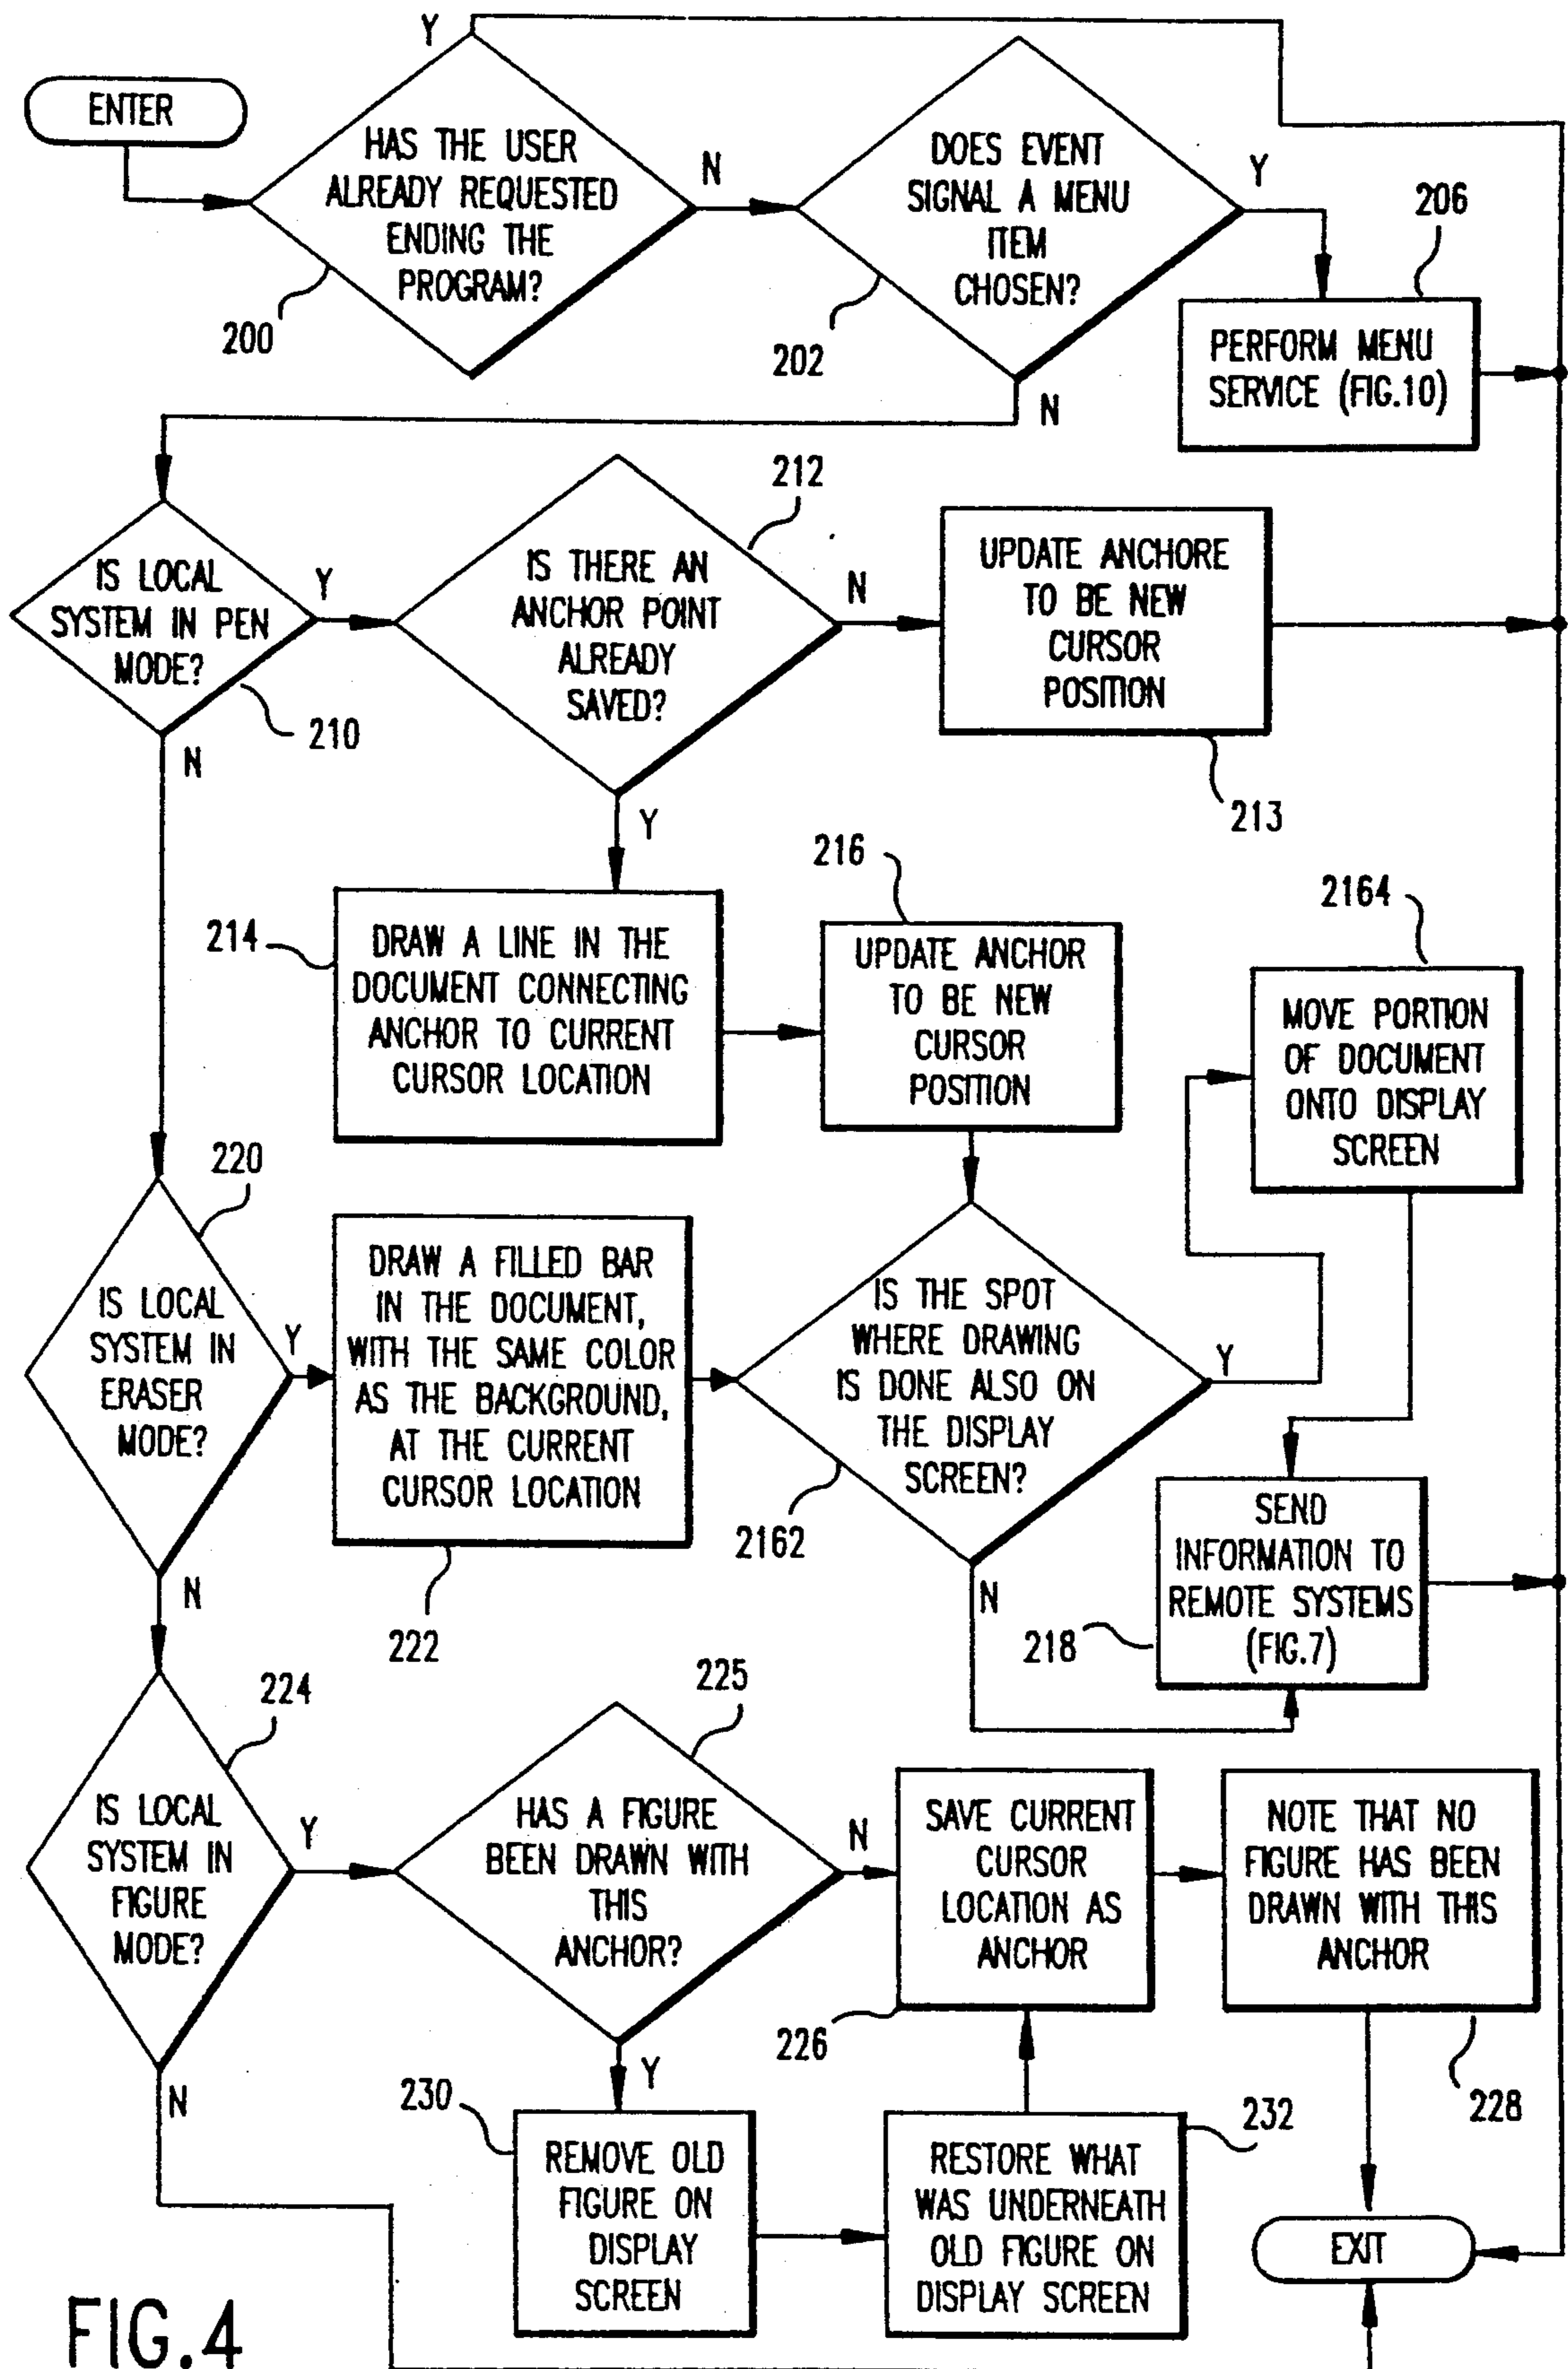 Y
ENTER
HAS THE USER
ALREADY REQUESTED
ENDING THE
PROGRAM?
200
N
DOES EVENT
SIGNAL A MENU
ITEM
CHOSEN?
202
Y
206
PERFORM MENU
SERVICE (FIG.10)
N
IS LOCAL
SYSTEM IN PEN
MODE?
210
Y
N
212
IS THERE AN
ANCHOR POINT
ALREADY
SAVED?
N
Y
UPDATE ANCHORE
TO BE NEW
CURSOR
POSITION
213
214
DRAW A LINE IN THE
DOCUMENT CONNECTING
ANCHOR TO CURRENT
CURSOR LOCATION
216
UPDATE ANCHOR
TO BE NEW
CURSOR
POSITION
2164
MOVE PORTION
OF DOCUMENT
ONTO DISPLAY
SCREEN
220
IS LOCAL
SYSTEM IN
ERASER
MODE?
Y
N
DRAW A FILLED BAR
IN THE DOCUMENT,
WITH THE SAME COLOR
AS THE BACKGROUND,
AT THE CURRENT
CURSOR LOCATION
222
IS THE SPOT
WHERE DRAWING
IS DONE ALSO ON
THE DISPLAY
SCREEN?
2162
Y
N
SEND
INFORMATION TO
REMOTE SYSTEMS
(FIG.7)
218
224
IS LOCAL
SYSTEM IN
FIGURE
MODE?
Y
N
225
HAS A FIGURE
BEEN DRAWN WITH
THIS
ANCHOR?
N
Y
SAVE CURRENT
CURSOR
LOCATION AS
ANCHOR
226
NOTE THAT NO
FIGURE HAS BEEN
DRAWN WITH THIS
ANCHOR
228
230
REMOVE OLD
FIGURE ON
DISPLAY
SCREEN
232
RESTORE WHAT
WAS UNDERNEATH
OLD FIGURE ON
DISPLAY SCREEN
EXIT
FIG.4